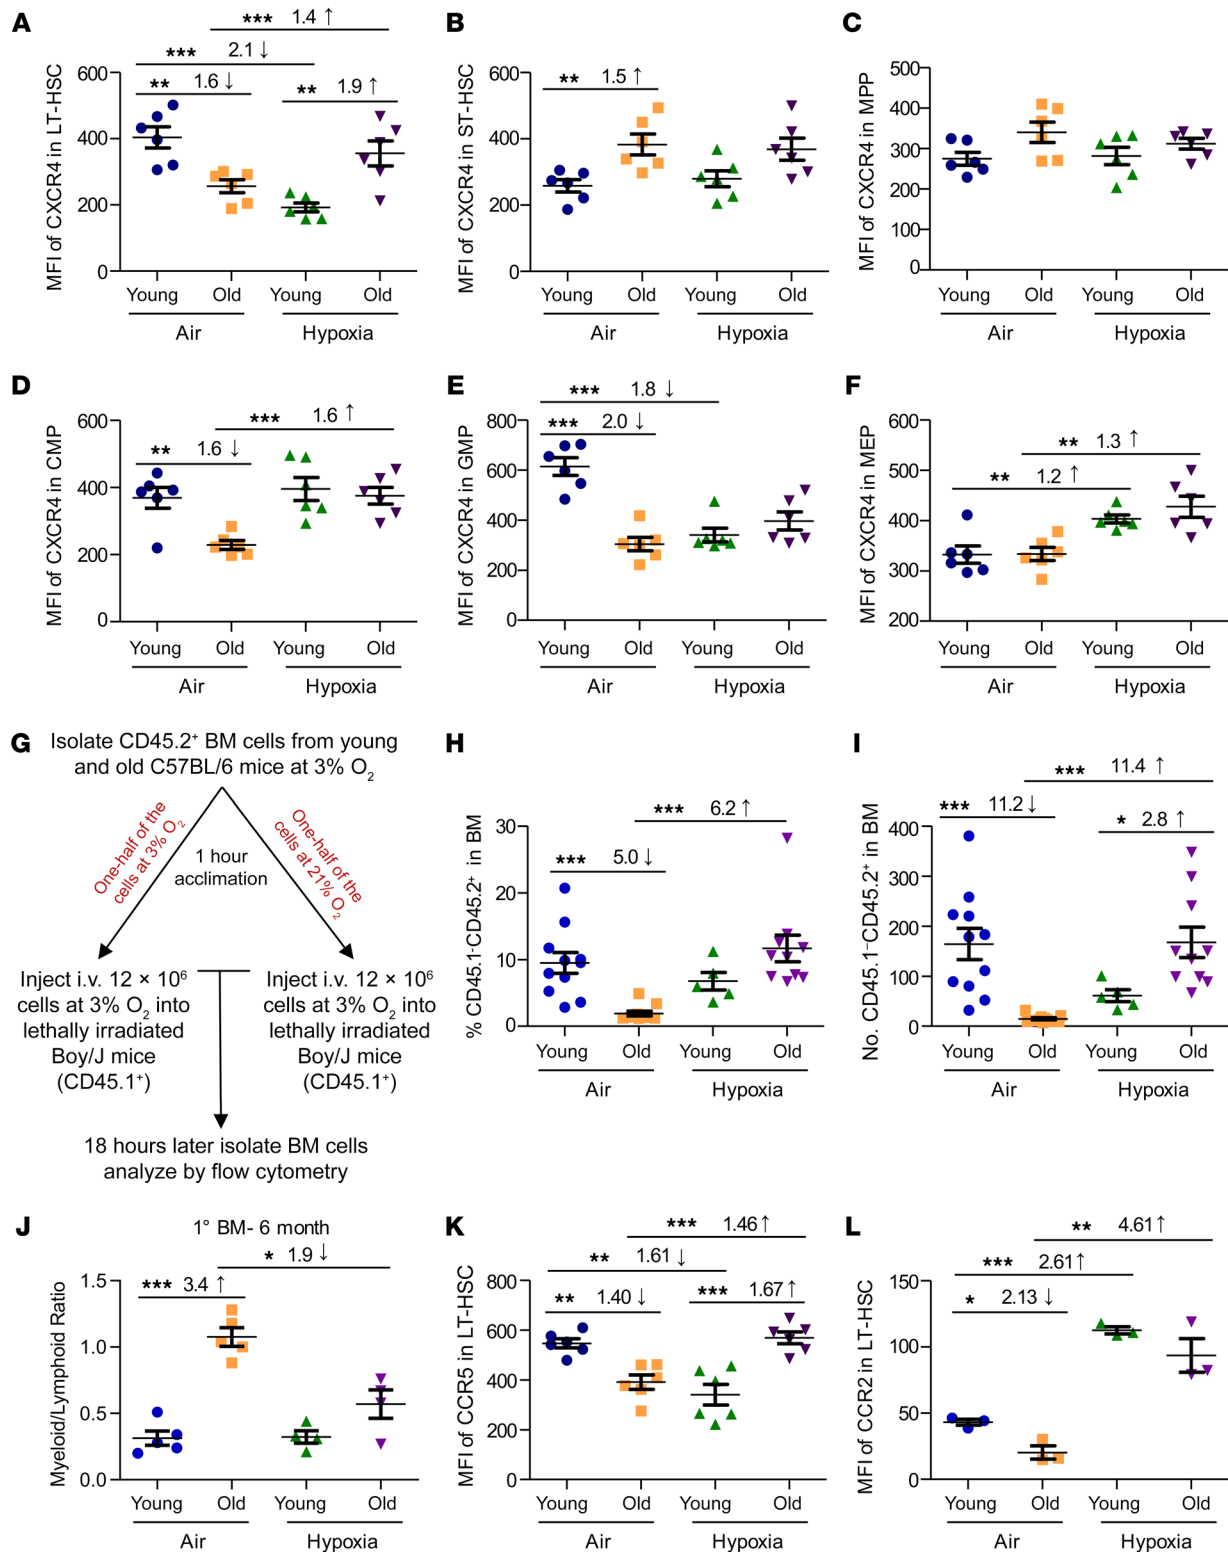 A
*** 1.4 ↑
*** 2.1 ↓
** 1.6 ↓
** 1.9 ↑
MFI of CXCR4 in LT-HSC
600
400
200
0
Young Old Young Old
Air Hypoxia
B
** 1.5 ↑
MFI of CXCR4 in ST-HSC
600
400
200
0
Young Old Young Old
Air Hypoxia
C
MFI of CXCR4 in MPP
500
400
300
200
100
0
Young Old Young Old
Air Hypoxia
D
*** 1.6 ↑
** 1.6 ↓
MFI of CXCR4 in CMP
600
400
200
0
Young Old Young Old
Air Hypoxia
E
*** 1.8 ↓
*** 2.0 ↓
MFI of CXCR4 in GMP
800
600
400
200
0
Young Old Young Old
Air Hypoxia
F
** 1.3 ↑
** 1.2 ↑
MFI of CXCR4 in MEP
600
500
400
300
200
Young Old Young Old
Air Hypoxia
G
Isolate CD45.2⁺ BM cells from young
and old C57BL/6 mice at 3% O₂
One-half of the
cells at 3% O₂
1 hour
acclimation
One-half of the
cells at 21% O₂
Inject i.v. 12 × 10⁶
cells at 3% O₂ into
lethally irradiated
Boy/J mice
(CD45.1⁺)
Inject i.v. 12 × 10⁶
cells at 3% O₂ into
lethally irradiated
Boy/J mice
(CD45.1⁺)
18 hours later isolate BM cells
analyze by flow cytometry
H
*** 6.2 ↑
*** 5.0 ↓
% CD45.1⁻CD45.2⁺ in BM
30
20
10
0
Young Old Young Old
Air Hypoxia
I
*** 11.4 ↑
*** 11.2 ↓
* 2.8 ↑
No. CD45.1⁻CD45.2⁺ in BM
400
300
200
100
0
Young Old Young Old
Air Hypoxia
J
1° BM- 6 month
* 1.9 ↓
*** 3.4 ↑
Myeloid/Lymphoid Ratio
1.5
1.0
0.5
0.0
Young Old Young Old
Air Hypoxia
K
*** 1.46 ↑
** 1.61 ↓
** 1.40 ↓
*** 1.67 ↑
MFI of CCR5 in LT-HSC
800
600
400
200
0
Young Old Young Old
Air Hypoxia
L
** 4.61 ↑
*** 2.61 ↑
* 2.13 ↓
MFI of CCR2 in LT-HSC
150
100
50
0
Young Old Young Old
Air Hypoxia